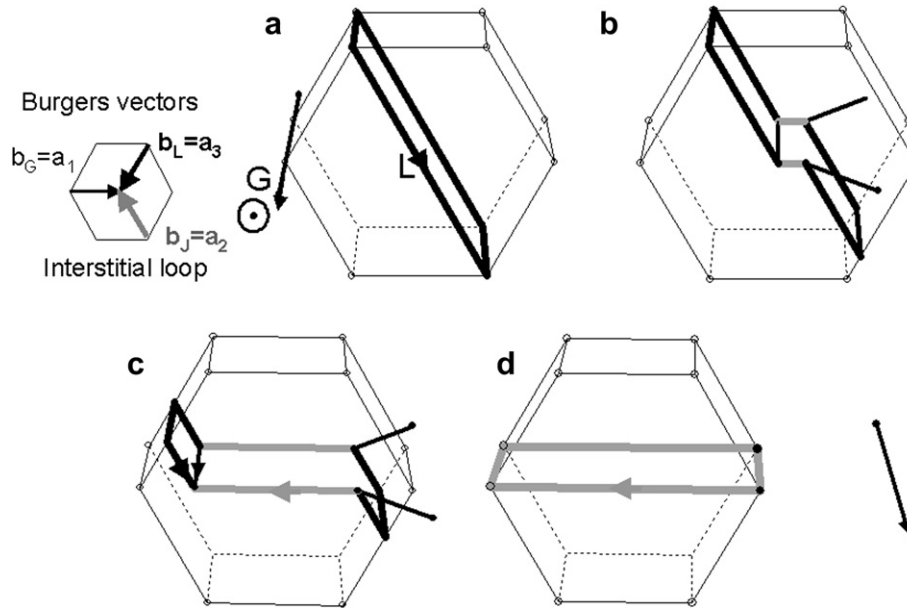 a
b
Burgers vectors
b_G=a_1
b_L=a_3
b_J=a_2
Interstitial loop
G
L
c
d